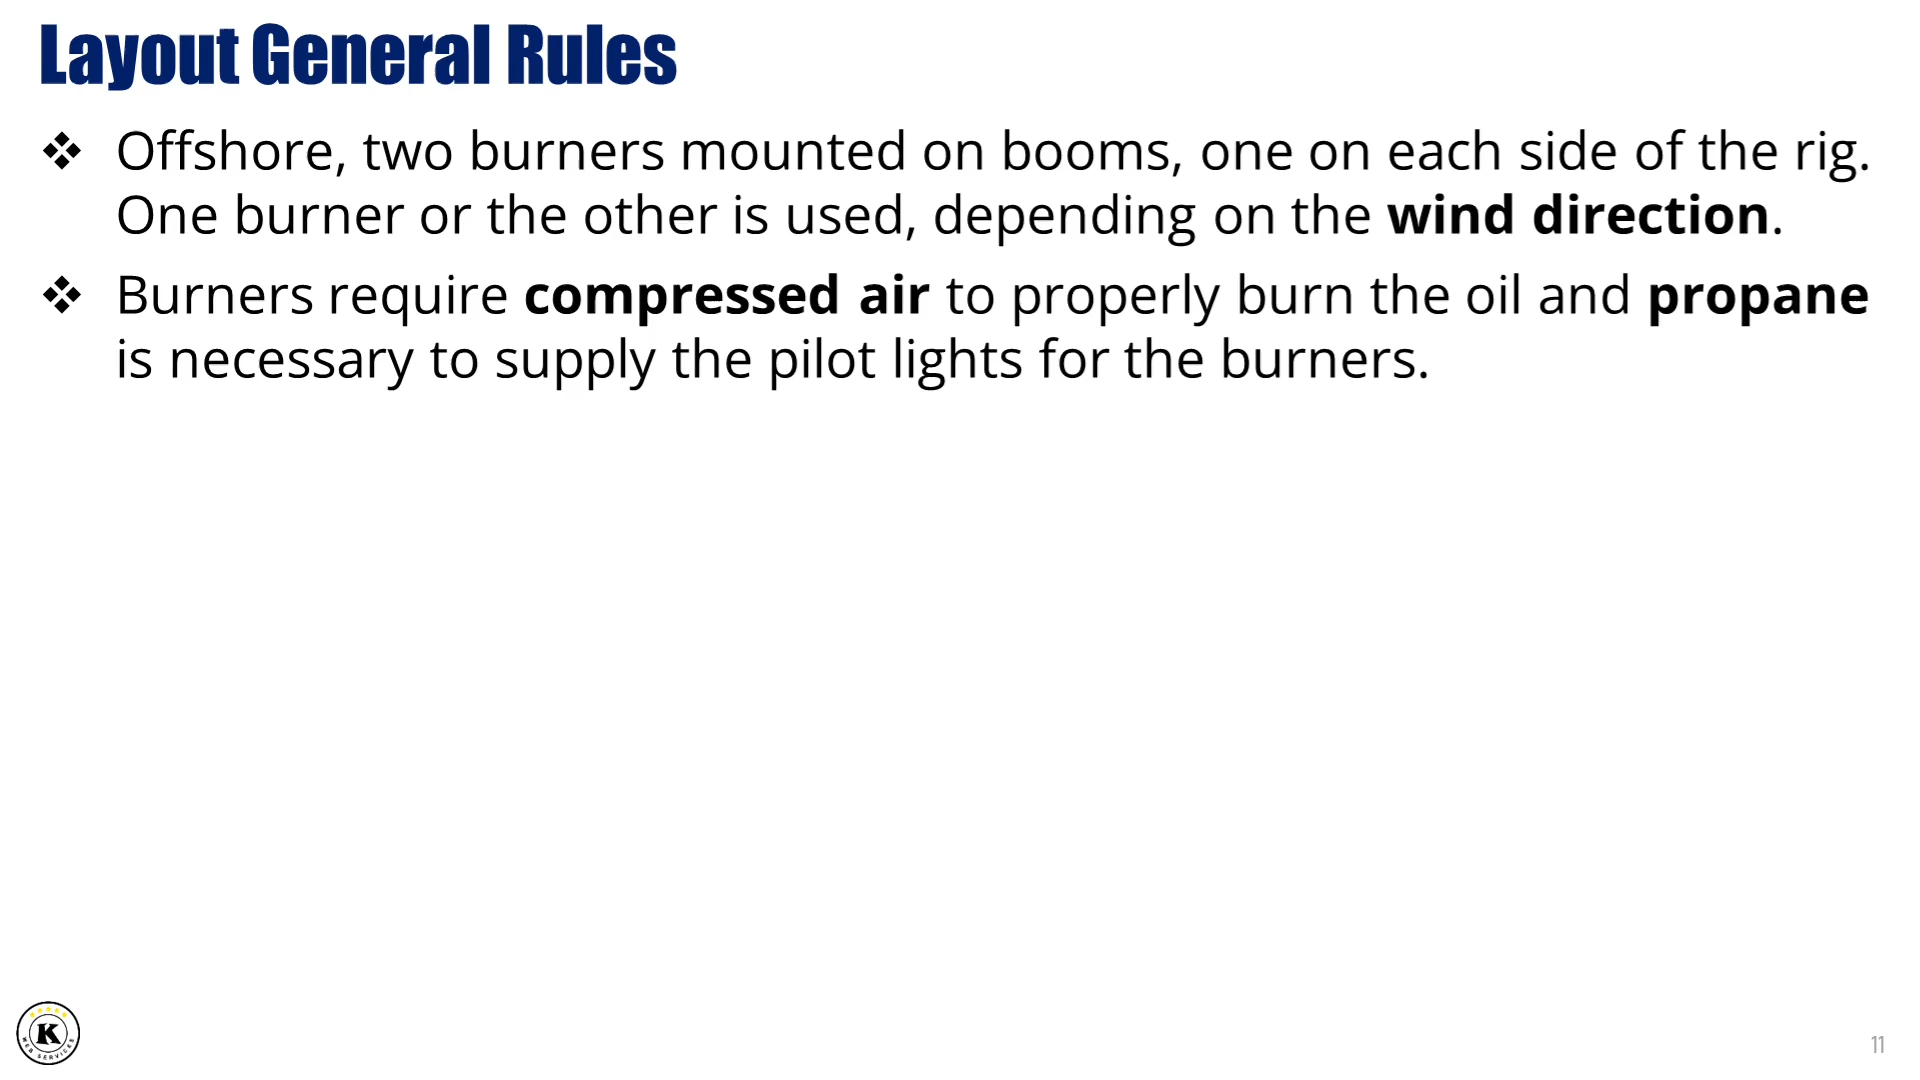 Layout General Rules
❖ Offshore, two burners mounted on booms, one on each side of the rig.
One burner or the other is used, depending on the wind direction.
❖ Burners require compressed air to properly burn the oil and propane
is necessary to supply the pilot lights for the burners.
K
WEB SERVICES
11